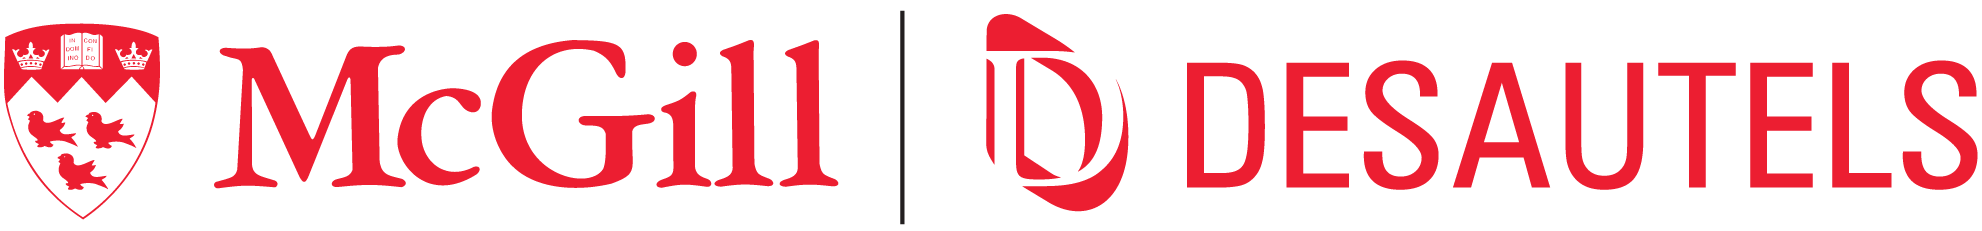 IN CON
DOM FI
INO DO
McGill
DESAUTELS